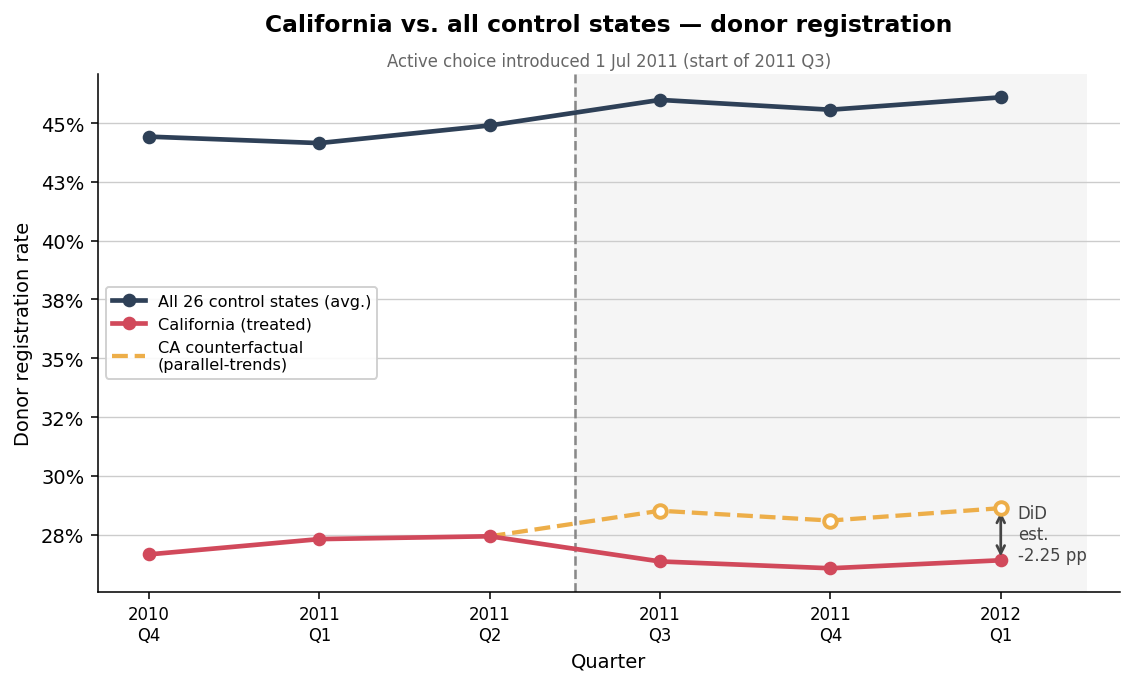 California vs. all control states — donor registration
Active choice introduced 1 Jul 2011 (start of 2011 Q3)
Donor registration rate
45%
43%
40%
38%
35%
32%
30%
28%
All 26 control states (avg.)
California (treated)
CA counterfactual
(parallel-trends)
DiD
est.
-2.25 pp
2010
Q4
2011
Q1
2011
Q2
2011
Q3
2011
Q4
2012
Q1
Quarter